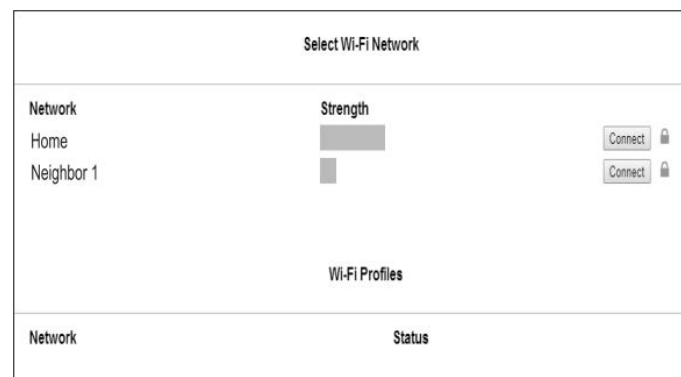 Select Wi-Fi Network
Network Strength
Home Connect
Neighbor 1 Connect
Wi-Fi Profiles
Network Status